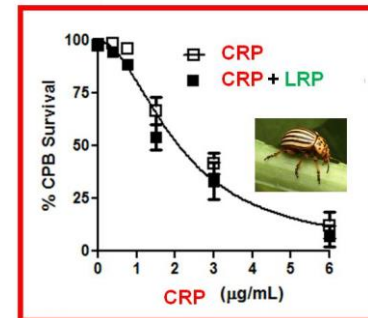 100
75
50
25
0
% CPB Survival
CRP
CRP + LRP
0 1 2 3 4 5 6
CRP (μg/mL)